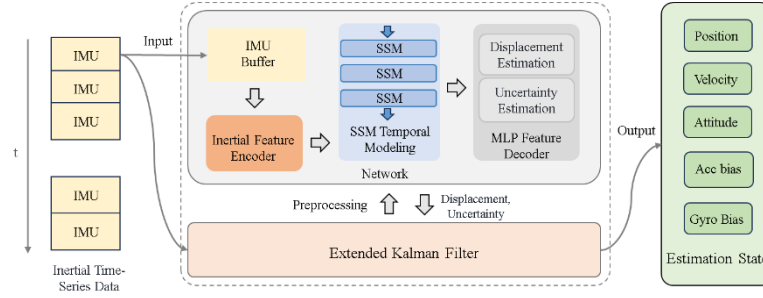 t
IMU
IMU
IMU
IMU
IMU
Inertial Time-
Series Data
Input
IMU
Buffer
Inertial Feature
Encoder
SSM
SSM
SSM
SSM Temporal
Modeling
Displacement
Estimation
Uncertainty
Estimation
MLP Feature
Decoder
Network
Preprocessing
Displacement,
Uncertainty
Extended Kalman Filter
Output
Position
Velocity
Attitude
Acc bias
Gyro Bias
Estimation State